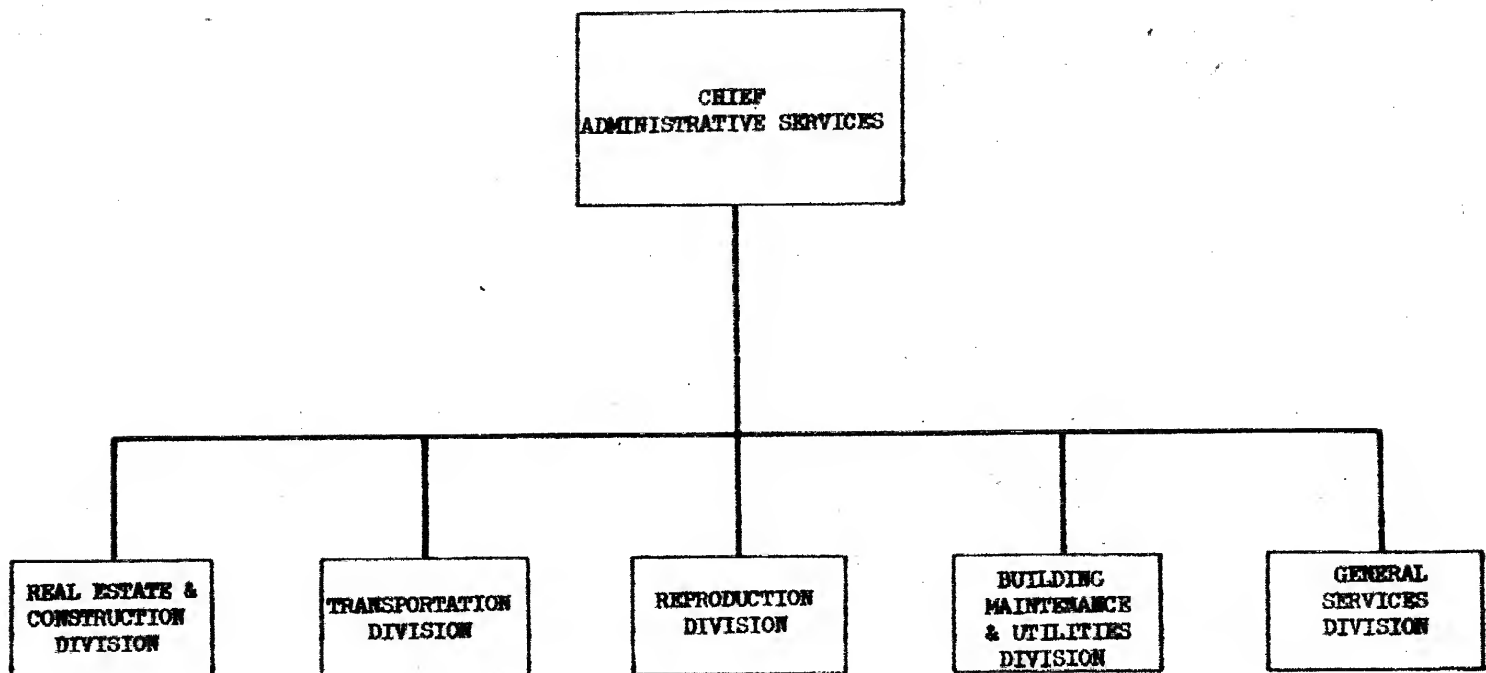 CHIEF
ADMINISTRATIVE SERVICES
REAL ESTATE &
CONSTRUCTION
DIVISION
TRANSPORTATION
DIVISION
REPRODUCTION
DIVISION
BUILDING
MAINTENANCE
& UTILITIES
DIVISION
GENERAL
SERVICES
DIVISION